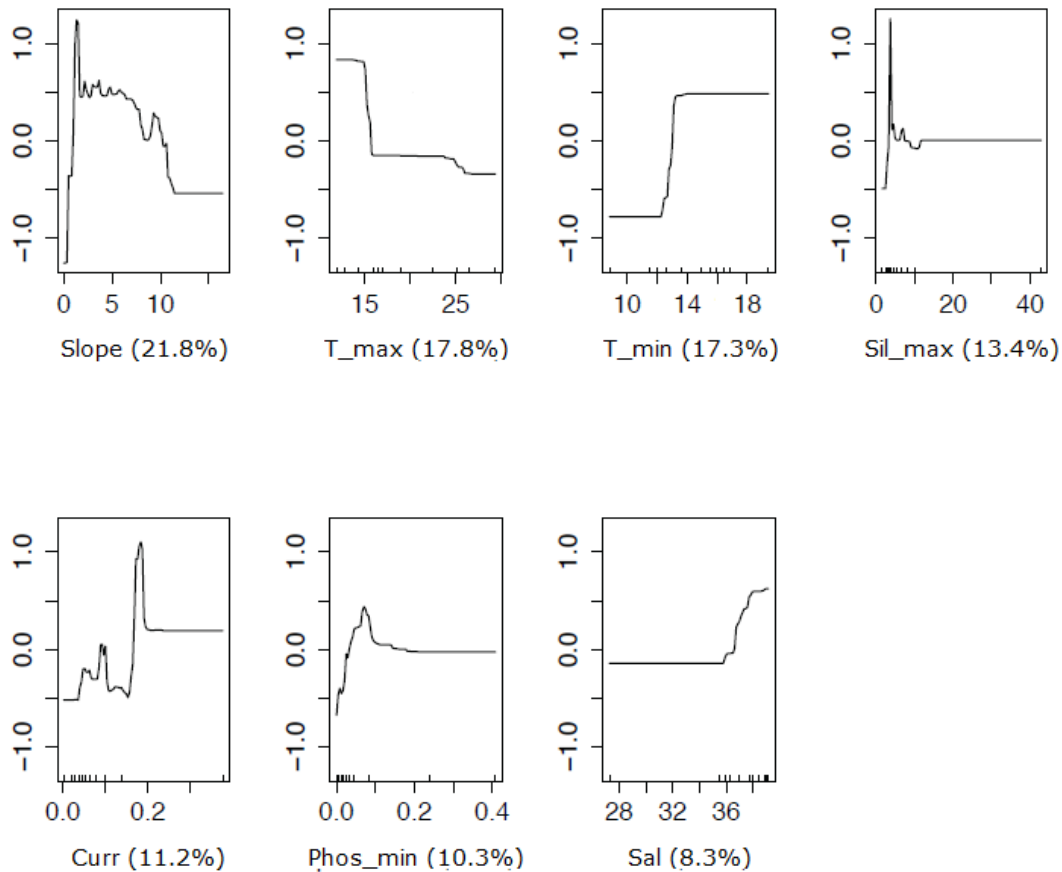 1.0
0.0
−1.0
0 5 10
Slope (21.8%)
1.0
0.0
−1.0
15 25
T_max (17.8%)
1.0
0.0
−1.0
10 14 18
T_min (17.3%)
1.0
0.0
−1.0
0 20 40
Sil_max (13.4%)
1.0
0.0
−1.0
0.0 0.2
Curr (11.2%)
1.0
0.0
−1.0
0.0 0.2 0.4
Phos_min (10.3%)
1.0
0.0
−1.0
28 32 36
Sal (8.3%)